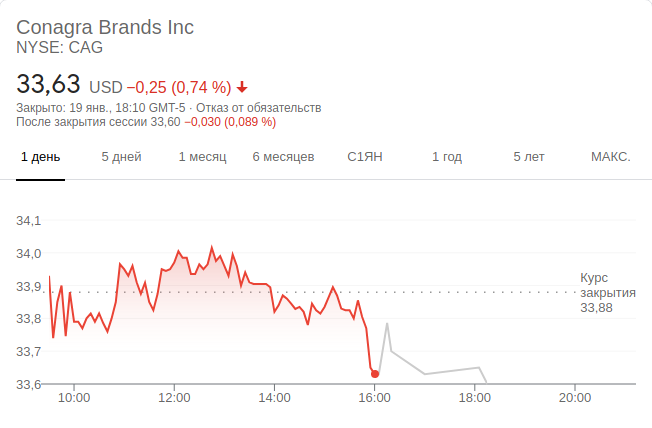 Conagra Brands Inc
NYSE: CAG
33,63 USD −0,25 (0,74 %)
Закрыто: 19 янв., 18:10 GMT-5 · Отказ от обязательств
После закрытия сессии 33,60 −0,030 (0,089 %)
1 день 5 дней 1 месяц 6 месяцев С1ЯН 1 год 5 лет МАКС.
34,1
34,0
33,9
33,8
33,7
33,6
Курс
закрытия
33,88
10:00 12:00 14:00 16:00 18:00 20:00